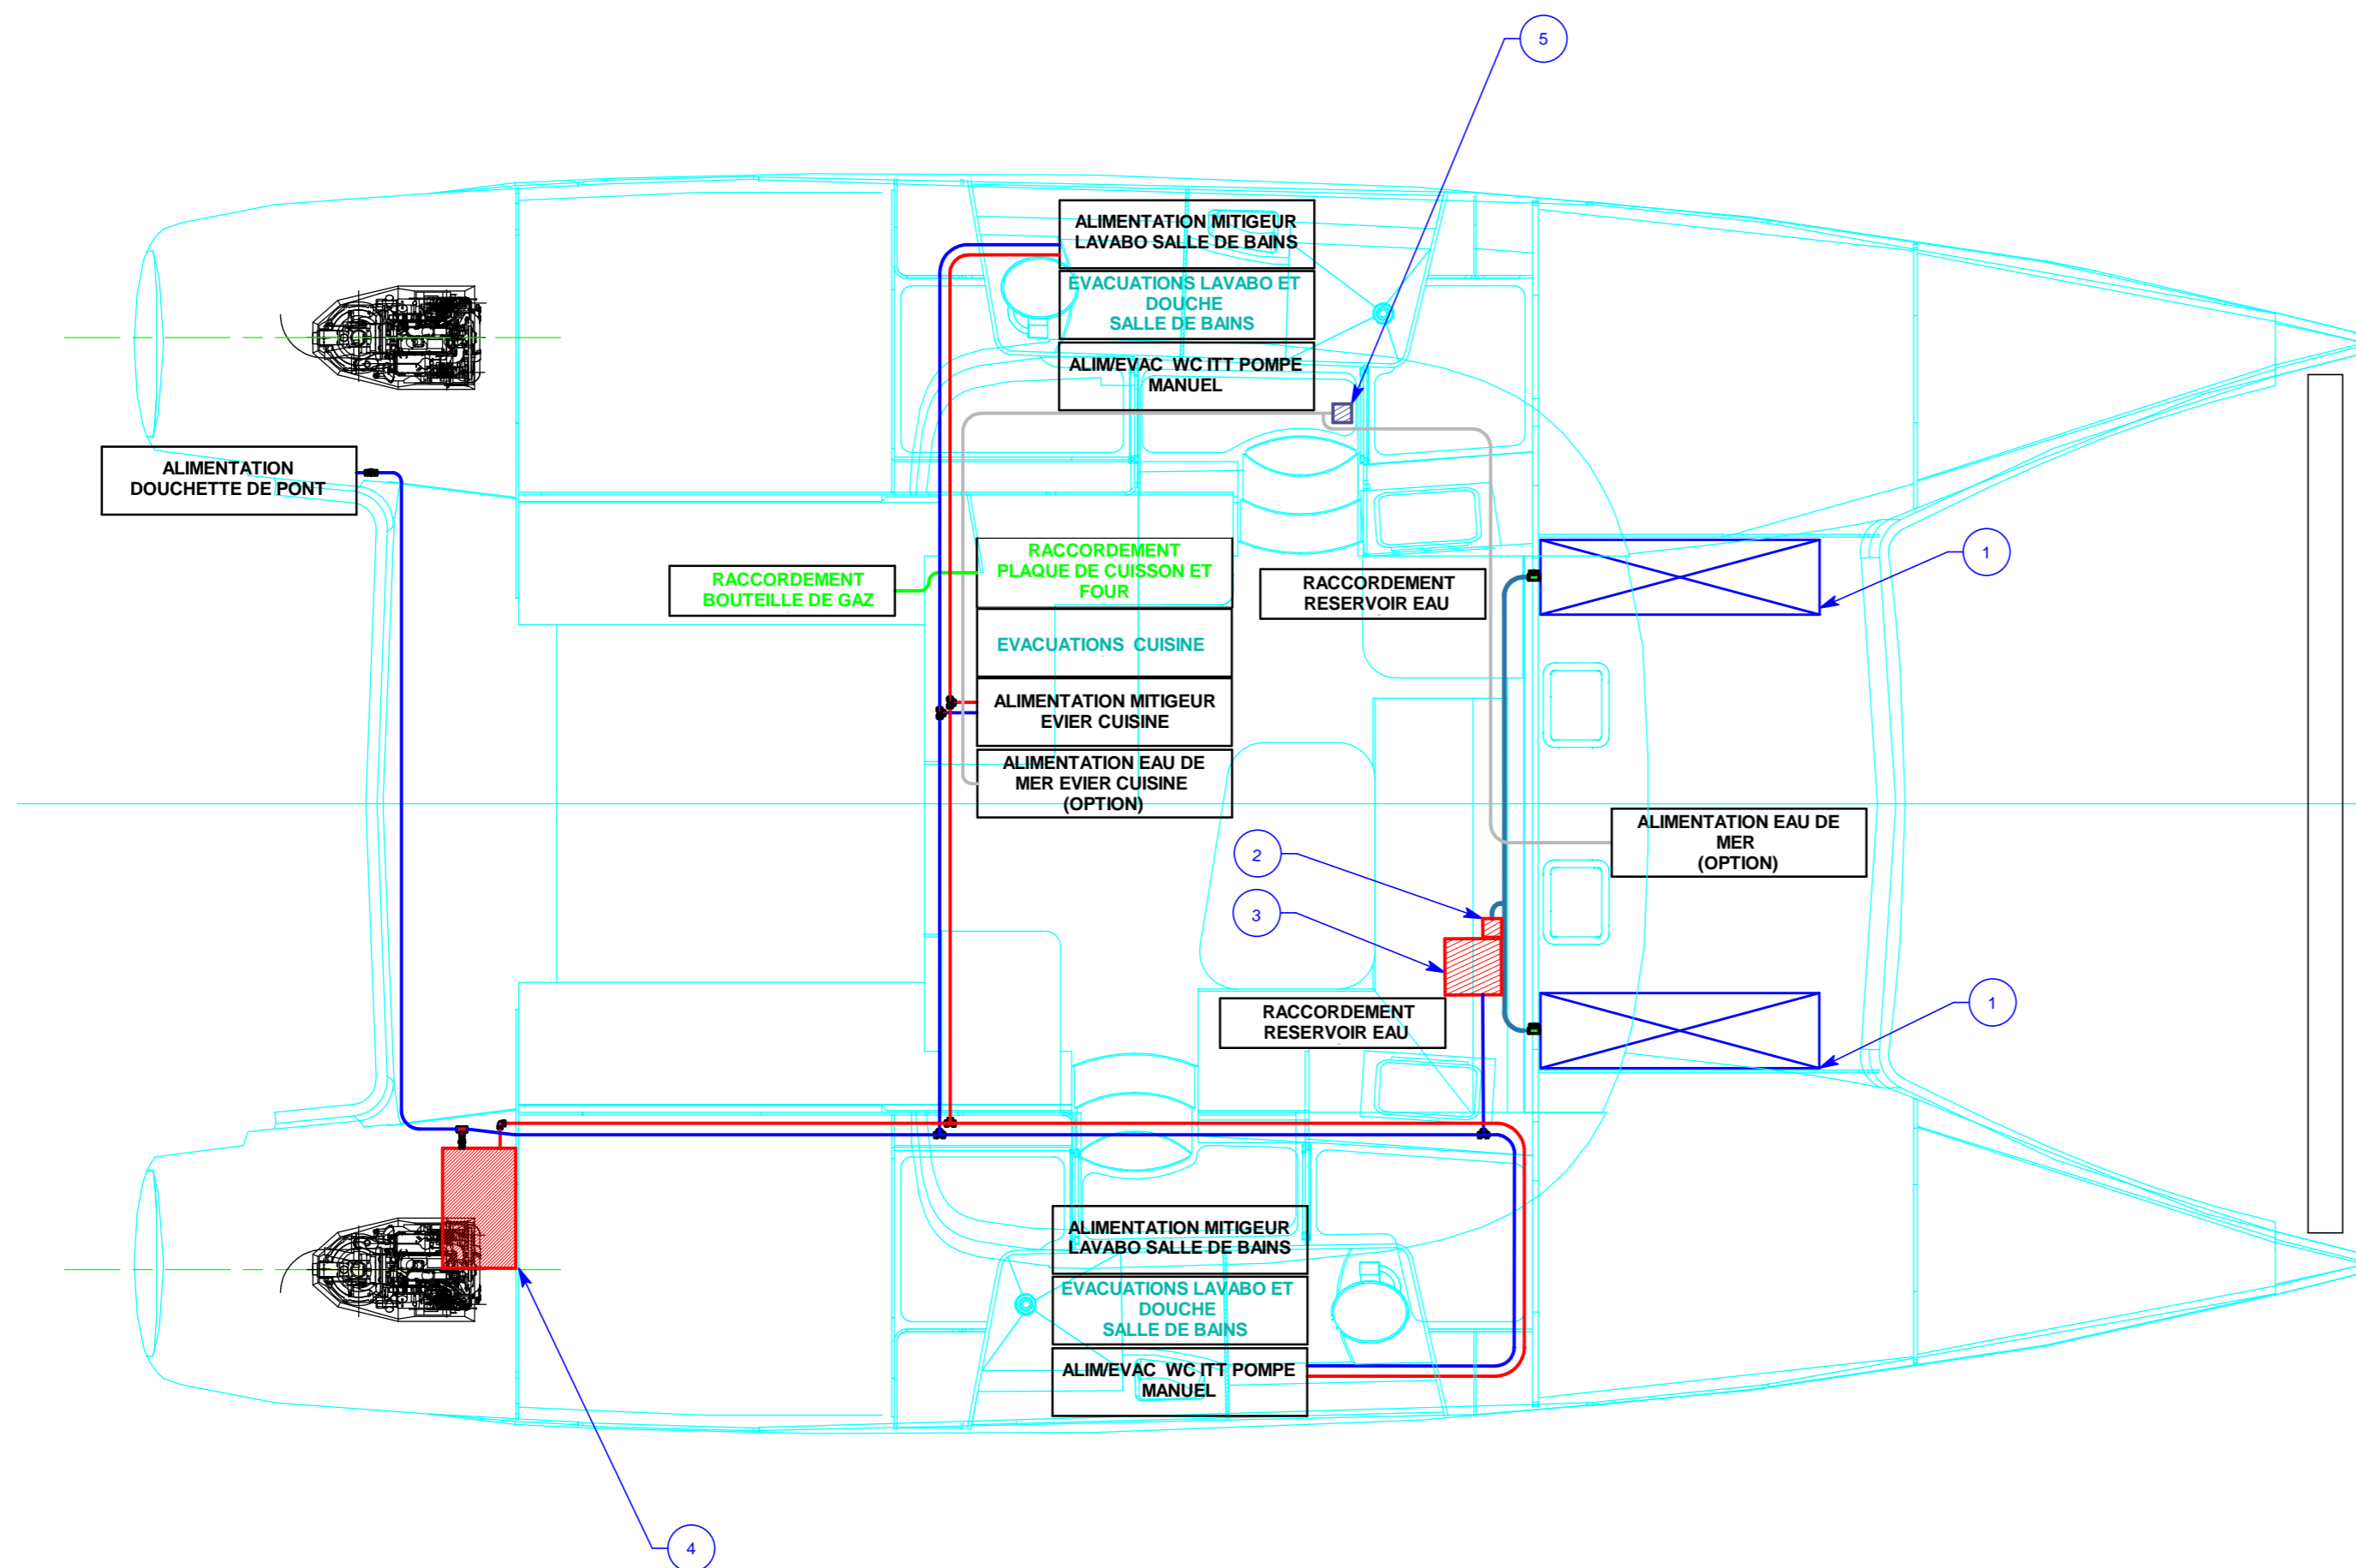 5
ALIMENTATION MITIGEUR
LAVABO SALLE DE BAINS
EVACUATIONS LAVABO ET
DOUCHE
SALLE DE BAINS
ALIM/EVAC WC ITT POMPE
MANUEL
ALIMENTATION
DOUCHETTE DE PONT
RACCORDEMENT
PLAQUE DE CUISSON ET
FOUR
RACCORDEMENT
BOUTEILLE DE GAZ
RACCORDEMENT
RESERVOIR EAU
1
EVACUATIONS CUISINE
ALIMENTATION MITIGEUR
EVIER CUISINE
ALIMENTATION EAU DE
MER EVIER CUISINE
(OPTION)
ALIMENTATION EAU DE
MER
(OPTION)
2
3
RACCORDEMENT
RESERVOIR EAU
1
ALIMENTATION MITIGEUR
LAVABO SALLE DE BAINS
EVACUATIONS LAVABO ET
DOUCHE
SALLE DE BAINS
ALIM/EVAC WC ITT POMPE
MANUEL
4